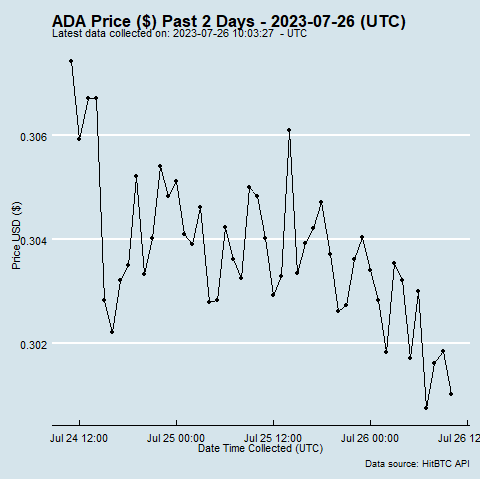 ADA Price ($) Past 2 Days - 2023-07-26 (UTC)
Latest data collected on: 2023-07-26 10:03:27 - UTC
0.306
0.304
0.302
Price USD ($)
Jul 24 12:00 Jul 25 00:00 Jul 25 12:00 Jul 26 00:00 Jul 26 12
Date Time Collected (UTC)
Data source: HitBTC API